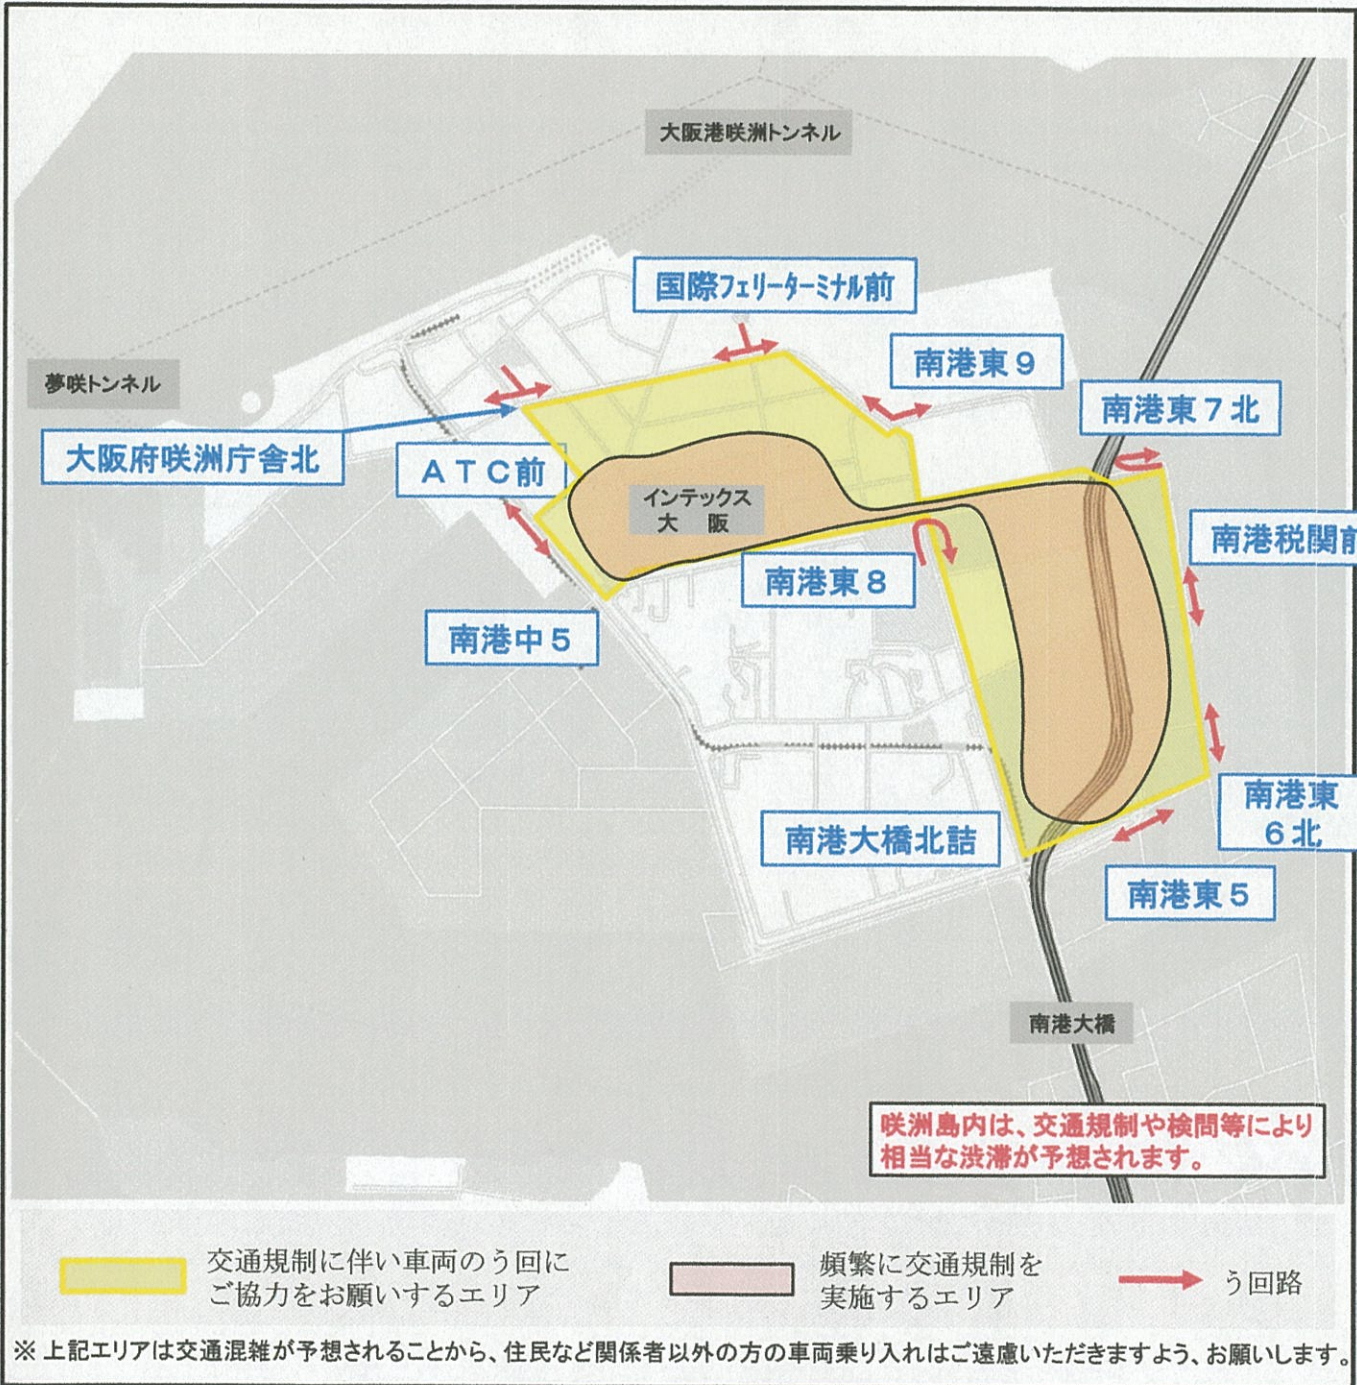 大阪港咲洲トンネル
国際フェリーターミナル前
南港東9
夢咲トンネル
南港東7北
大阪府咲洲庁舎北
ATC前
インテックス
大 阪
南港税関前
南港東8
南港中5
南港東
6北
南港大橋北詰
南港東5
南港大橋
咲洲島内は、交通規制や検問等により
相当な渋滞が予想されます。
交通規制に伴い車両のう回に
ご協力をお願いするエリア
頻繁に交通規制を
実施するエリア
う回路
※ 上記エリアは交通混雑が予想されることから、住民など関係者以外の方の車両乗り入れはご遠慮いただきますよう、お願いします。